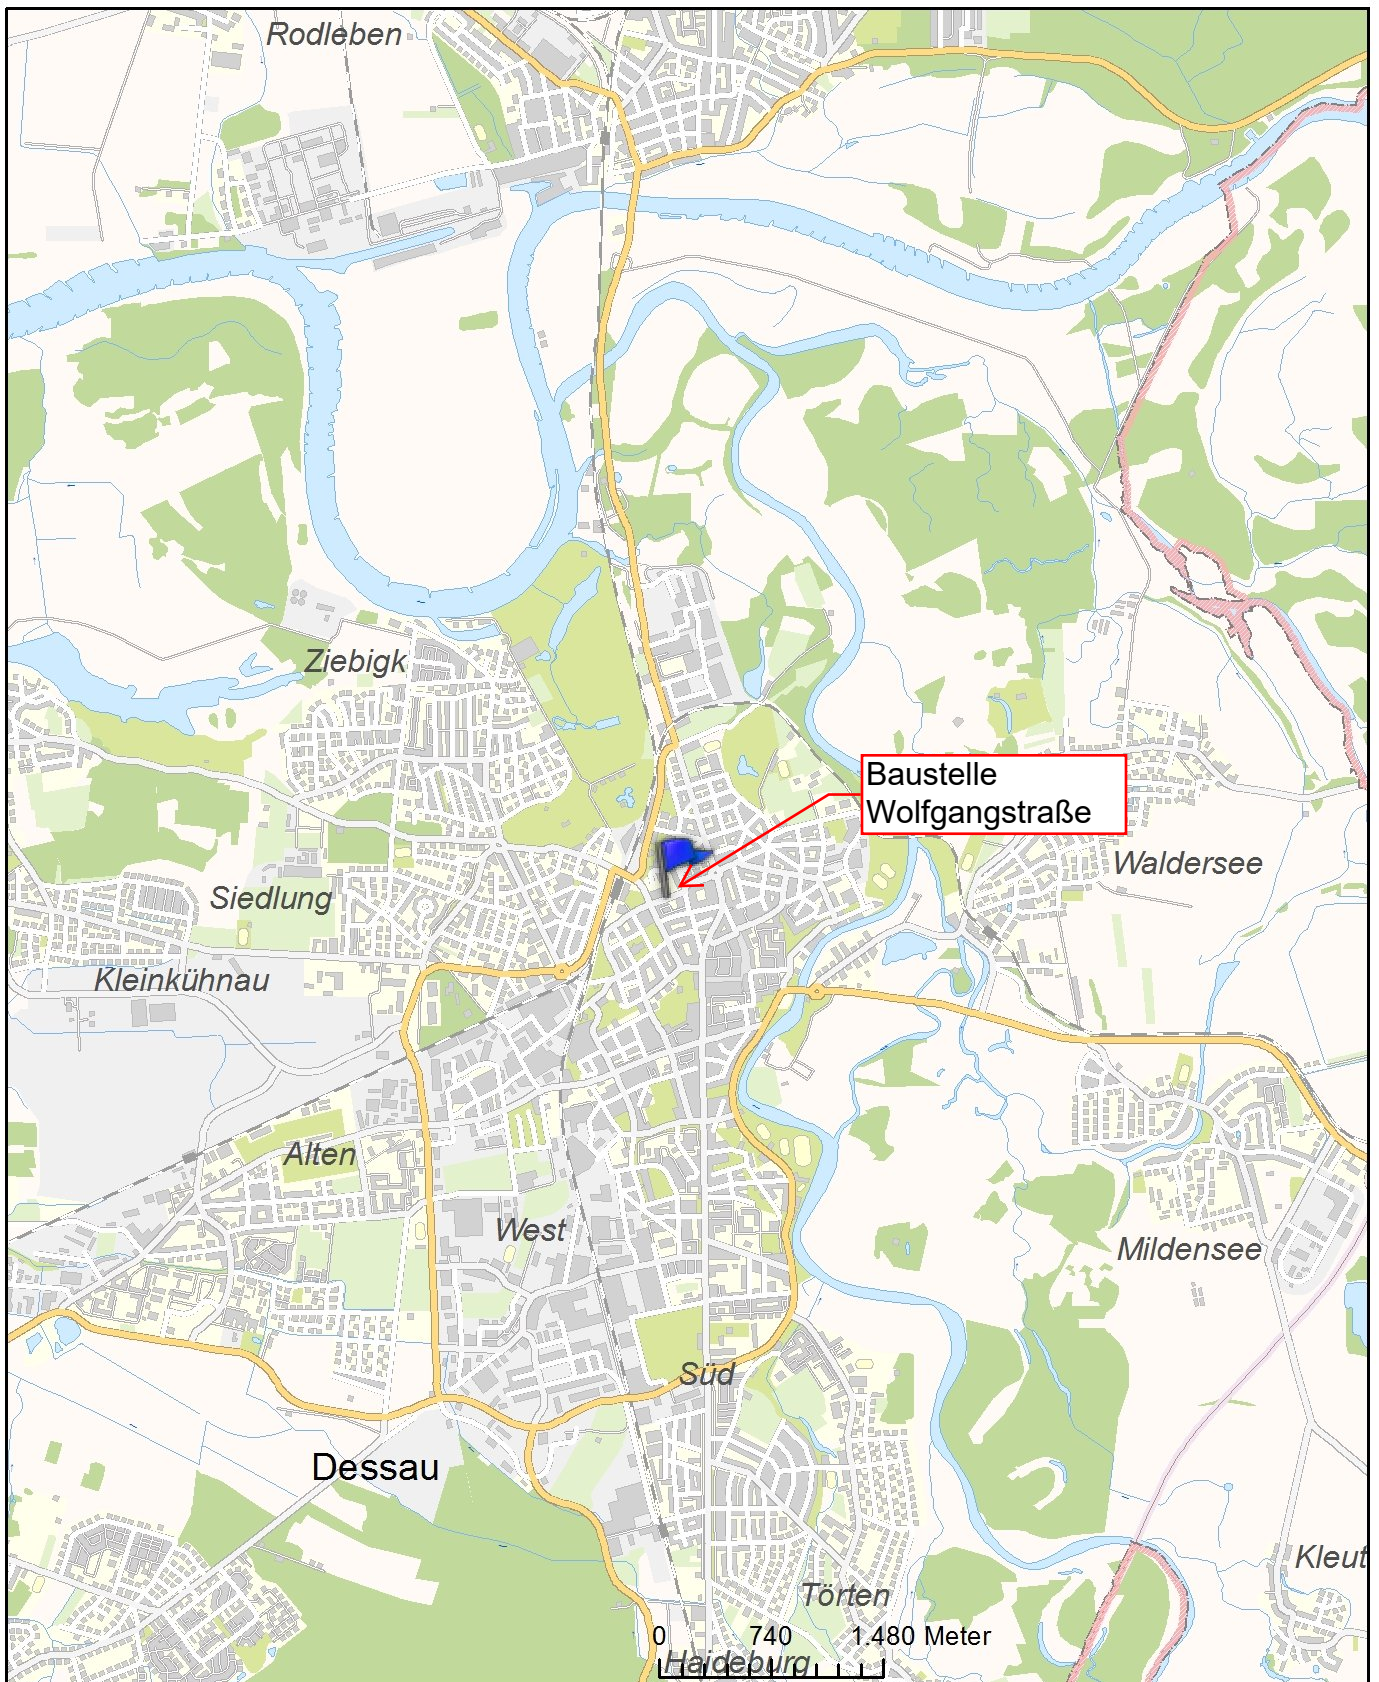 Rodleben
Ziebigk
Baustelle
Wolfgangstraße
Waldersee
Siedlung
Kleinkühnau
Alten
West
Mildensee
Süd
Dessau
Kleut
Törten
0 740 1.480 Meter
Haideburg